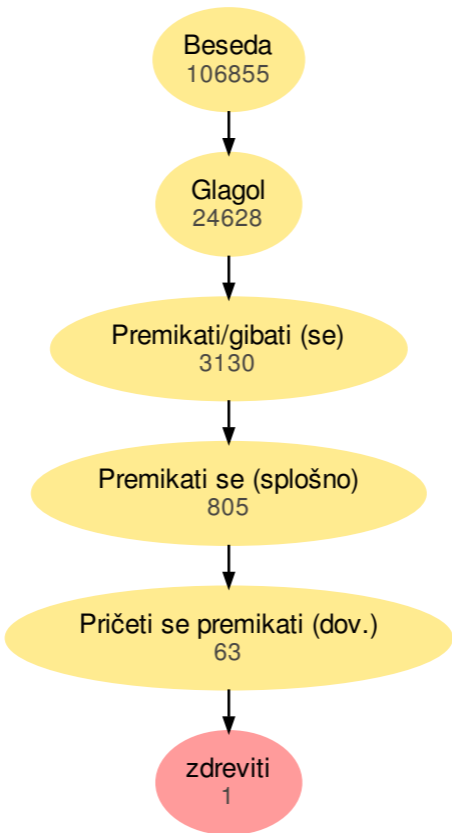 Beseda
106855
Glagol
24628
Premikati/gibati (se)
3130
Premikati se (splošno)
805
Pričeti se premikati (dov.)
63
zdreviti
1